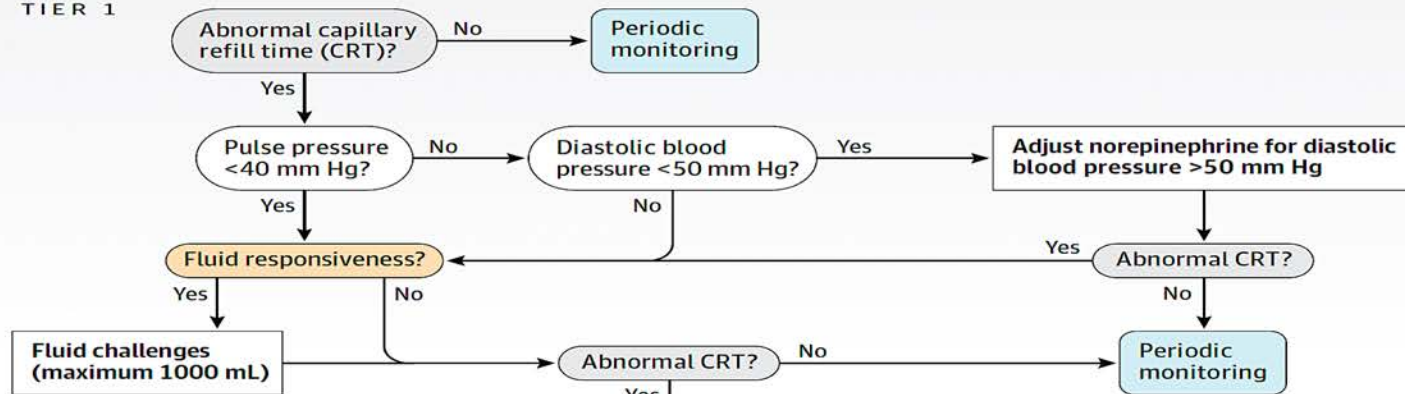 TIER 1
Abnormal capillary
refill time (CRT)?
No
Periodic
monitoring
Yes
Pulse pressure
<40 mm Hg?
No
Diastolic blood
pressure <50 mm Hg?
Yes
Adjust norepinephrine for diastolic
blood pressure >50 mm Hg
Yes
No
Fluid responsiveness?
Yes
Abnormal CRT?
Yes
No
No
Fluid challenges
(maximum 1000 mL)
Abnormal CRT?
No
Periodic
monitoring
Yes